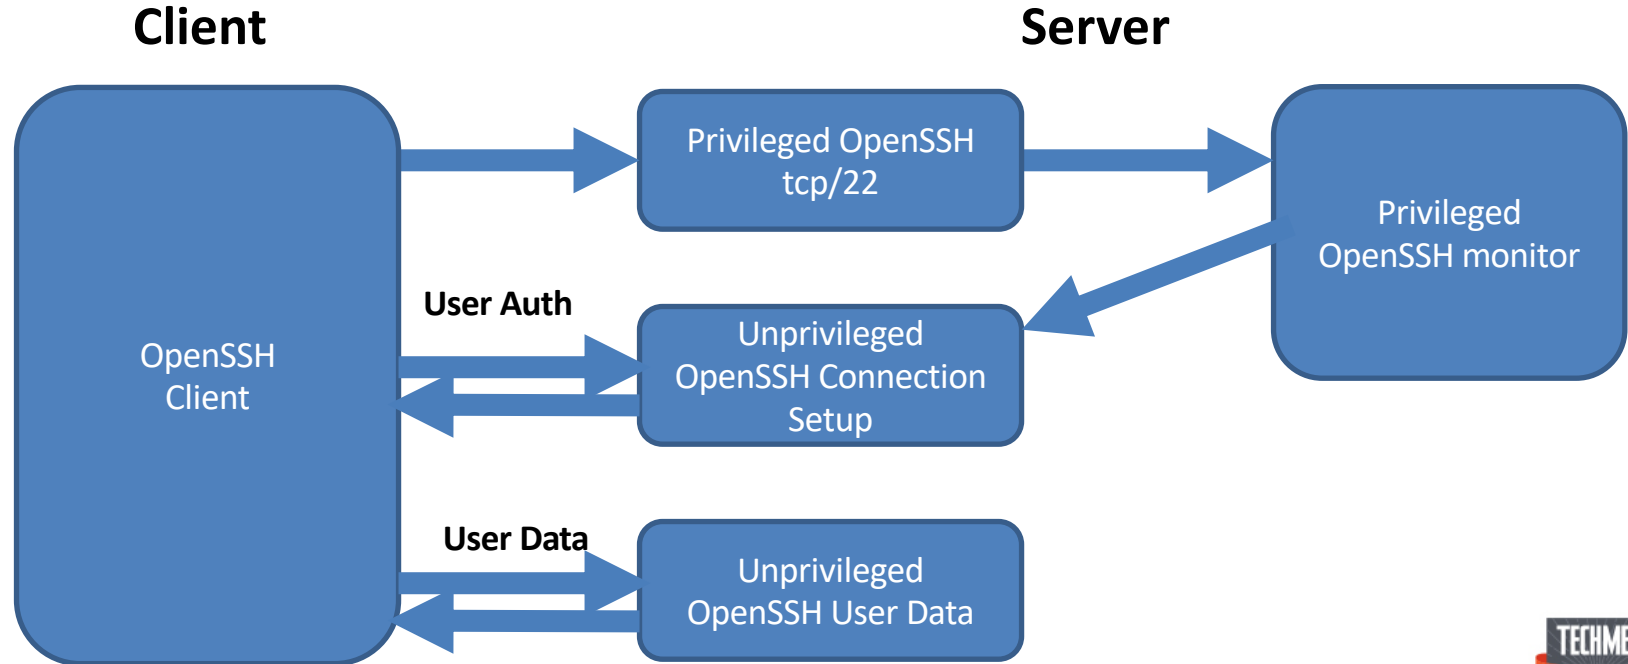 Client
Server
Privileged OpenSSH
tcp/22
Privileged
OpenSSH monitor
User Auth
Unprivileged
OpenSSH Connection
Setup
OpenSSH
Client
User Data
Unprivileged
OpenSSH User Data